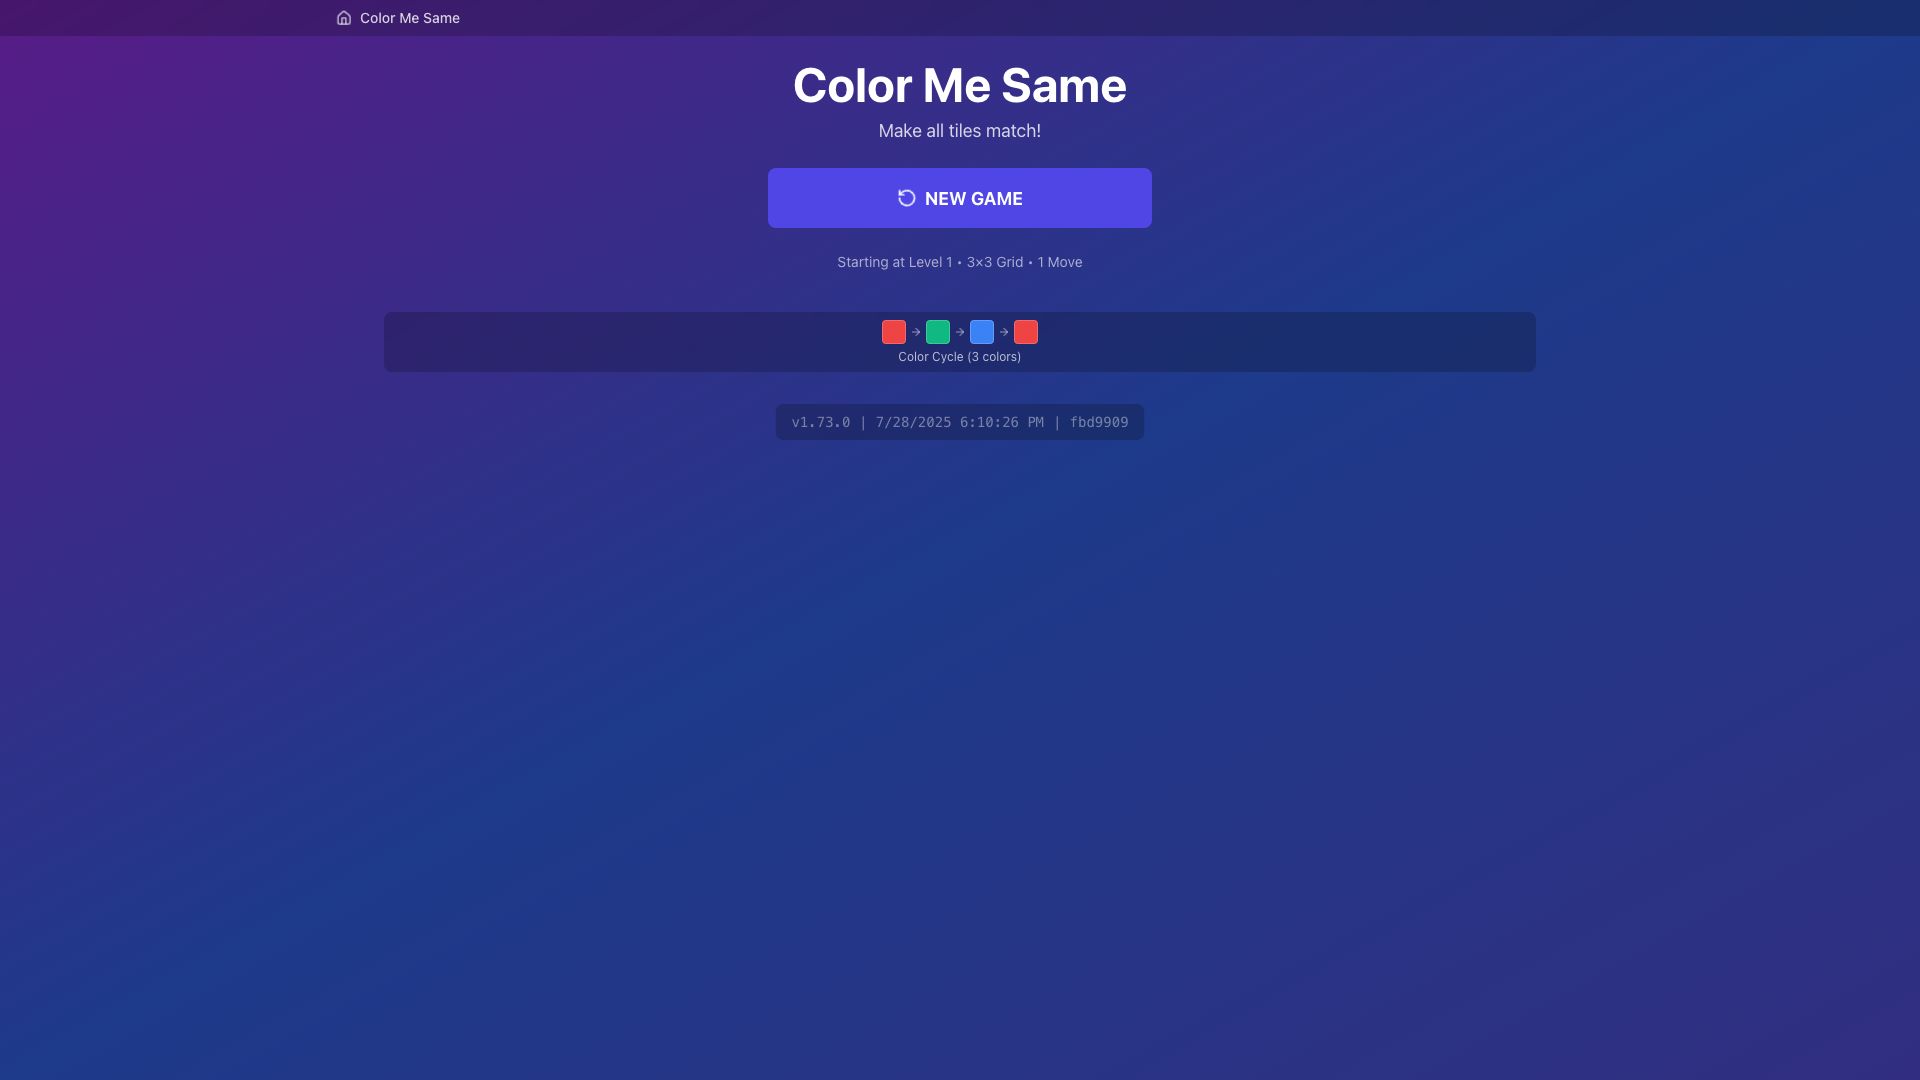 Color Me Same
Color Me Same
Make all tiles match!
NEW GAME
Starting at Level 1 • 3×3 Grid • 1 Move
Color Cycle (3 colors)
v1.73.0 | 7/28/2025 6:10:26 PM | fbd9909